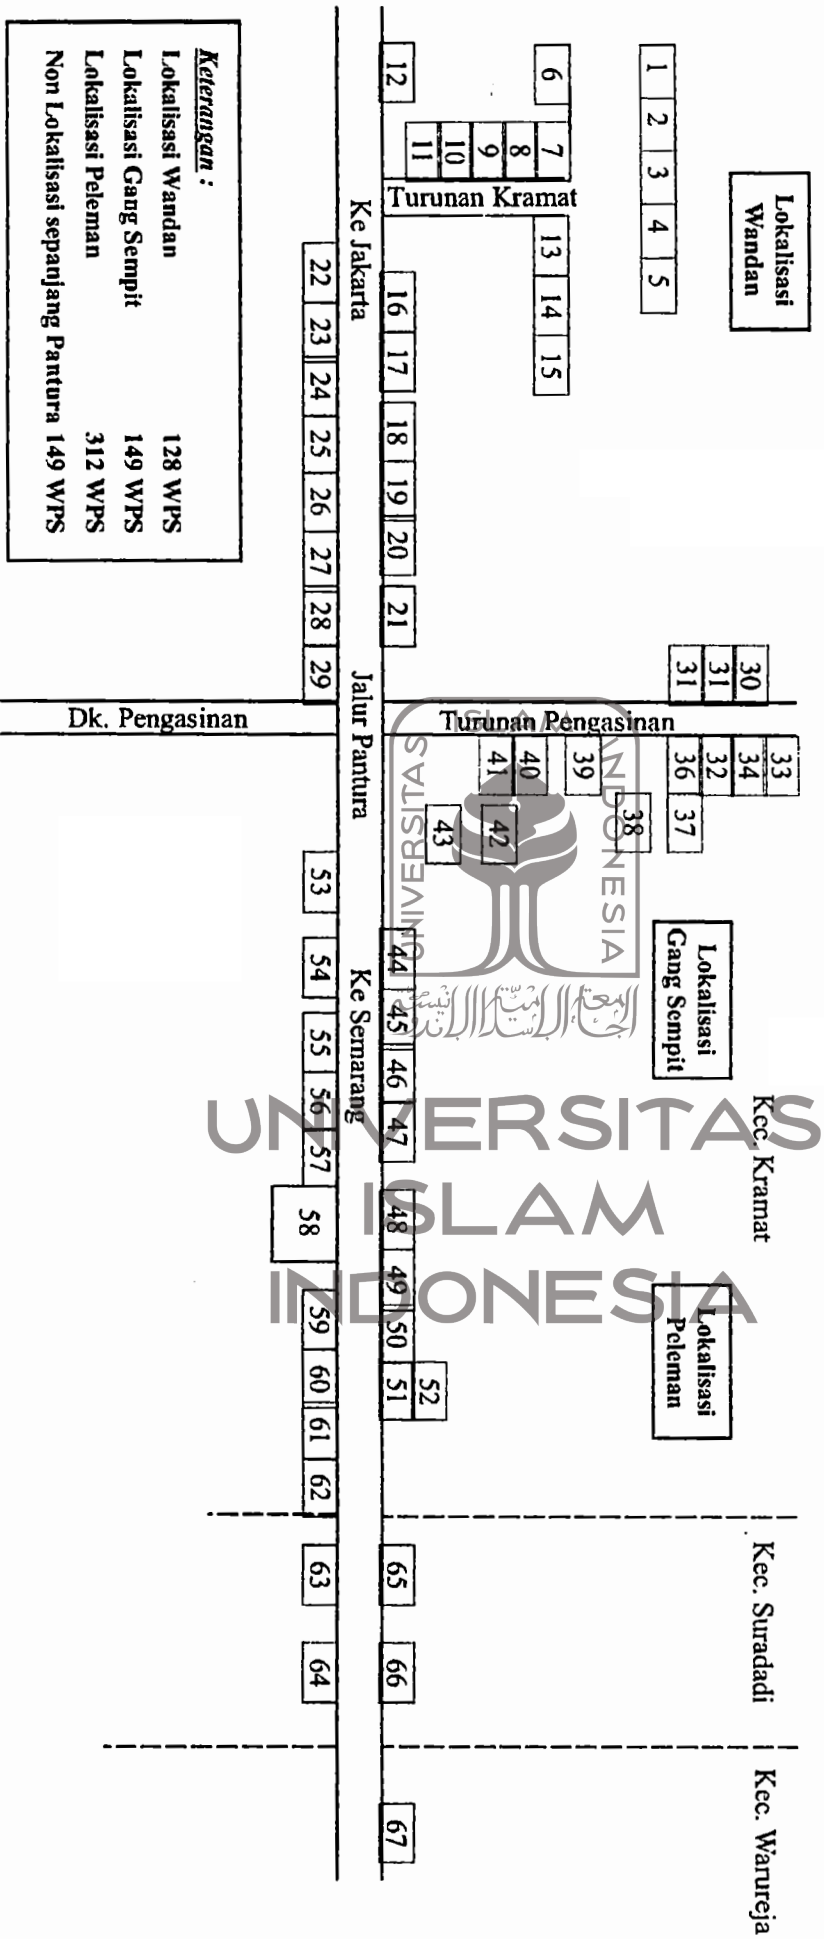 Lokalisasi
Wandan
Lokalisasi
Gang Sempit
Lokalisasi
Peleman
Kec. Kramat
Kec. Suradadi
Kec. Warureja
1 2 3 4 5
6
7
8
9
10
11
12
Turunan Kramat
13 14 15
16 17 18 19 20 21
30
31
31
Turunan Pengasinan
33
34
32
36 37
38
39
40
41
42
43
44 45 46 47 48 49 50 51
52
65 66 67
Ke Jakarta Jalur Pantura Ke Semarang
22 23 24 25 26 27 28 29
53 54 55 56 57 58 59 60 61 62 63 64
Dk. Pengasinan
Keterangan :
Lokalisasi Wandan 128 WPS
Lokalisasi Gang Sempit 149 WPS
Lokalisasi Peleman 312 WPS
Non Lokalisasi sepanjang Pantura 149 WPS
ISLAM
UNIVERSITAS
INDONESIA
UNIVERSITAS
ISLAM
INDONESIA